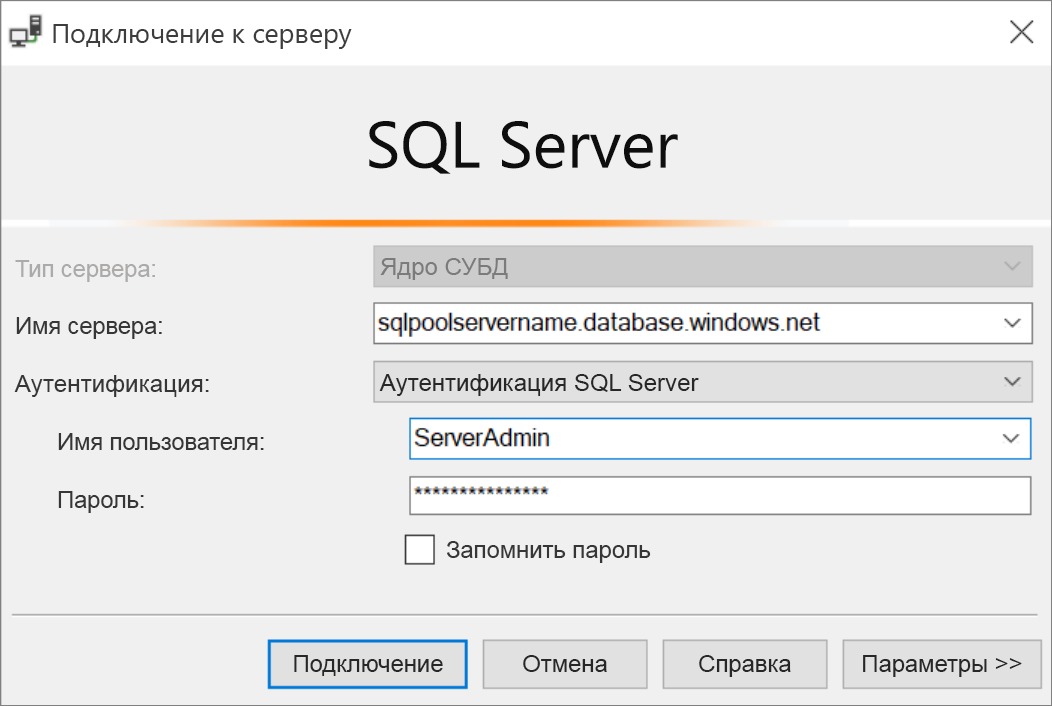 Подключение к серверу
SQL Server
Тип сервера: Ядро СУБД
Имя сервера: sqlpoolservername.database.windows.net
Аутентификация: Аутентификация SQL Server
Имя пользователя: ServerAdmin
Пароль: ***************
Запомнить пароль
Подключение Отмена Справка Параметры >>